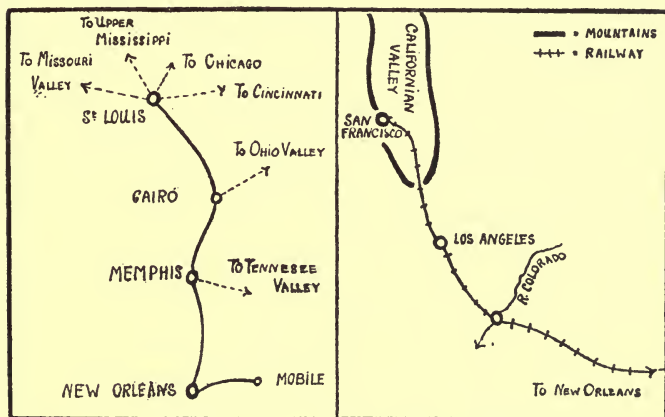 To Upper
Mississippi
To Missouri
Valley
To Chicago
To Cincinnati
St Louis
To Ohio Valley
Cairo
Memphis
To Tennesee
Valley
New Orleans
Mobile
Mountains
Railway
Californian
Valley
San
Francisco
Los Angeles
R. Colorado
To New Orleans